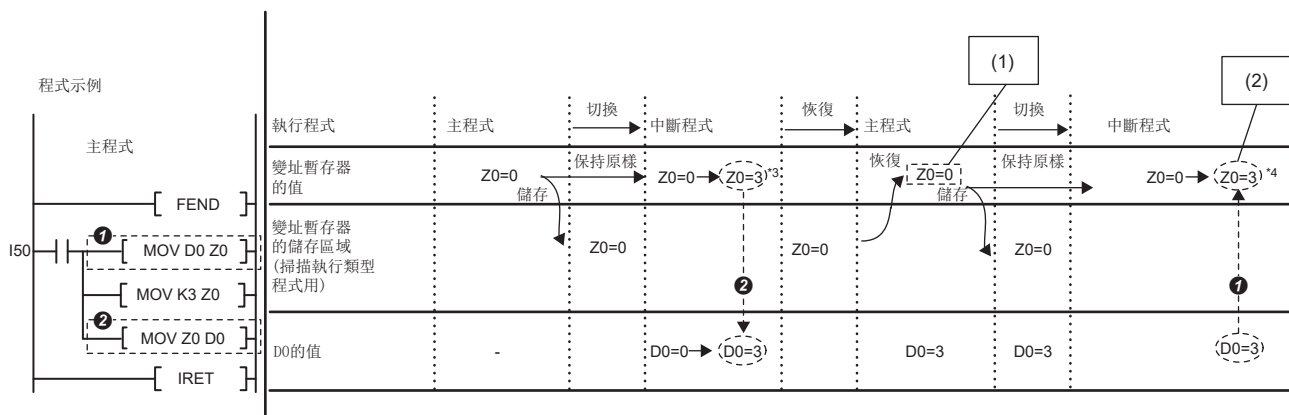 程式示例
主程式
FEND
I50
❶
MOV D0 Z0
MOV K3 Z0
❷
MOV Z0 D0
IRET
(1)
(2)
執行程式 主程式 切換 中斷程式 恢復 主程式 切換 中斷程式
變址暫存器
的值
Z0=0 保持原樣 儲存 Z0=0 Z0=3 *3 恢復 Z0=0 保持原樣 儲存 Z0=0 Z0=3 *4
變址暫存器
的儲存區域
(掃描執行類型
程式用)
Z0=0 Z0=0 Z0=0
❷ ❶
D0的值 - D0=0 D0=3 D0=3 D0=3 D0=3